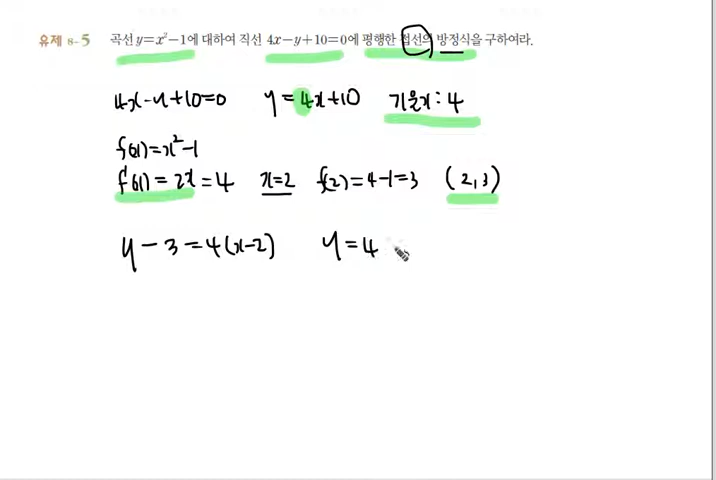 유제 8-5 곡선 y=x²-1에 대하여 직선 4x-y+10=0에 평행한 접선의 방정식을 구하여라.
4x-y+10=0 y=4x+10 기울기: 4
f(x)=x²-1
f'(x)=2x=4 x=2 f(2)=4-1=3 (2,3)
y-3=4(x-2) y=4